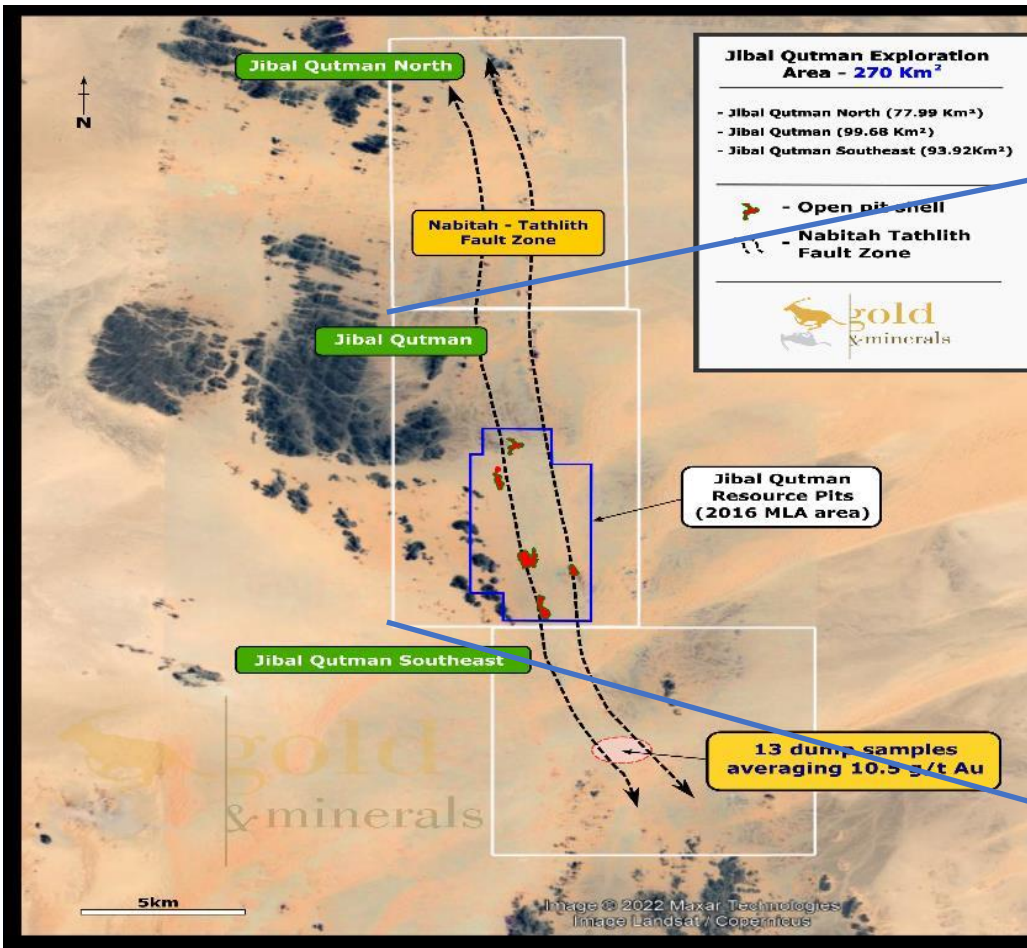 Jibal Qutman North
N
Nabitah - Tathlith
Fault Zone
Jibal Qutman
Jibal Qutman Exploration
Area - 270 Km²
- Jibal Qutman North (77.99 Km²)
- Jibal Qutman (99.68 Km²)
- Jibal Qutman Southeast (93.92Km²)
- Open pit shell
- Nabitah Tathlith
Fault Zone
gold
& minerals
Jibal Qutman
Resource Pits
(2016 MLA area)
Jibal Qutman Southeast
13 dump samples
averaging 10.5 g/t Au
gold
& minerals
5km
Image © 2022 Maxar Technologies
Image Landsat / Copernicus